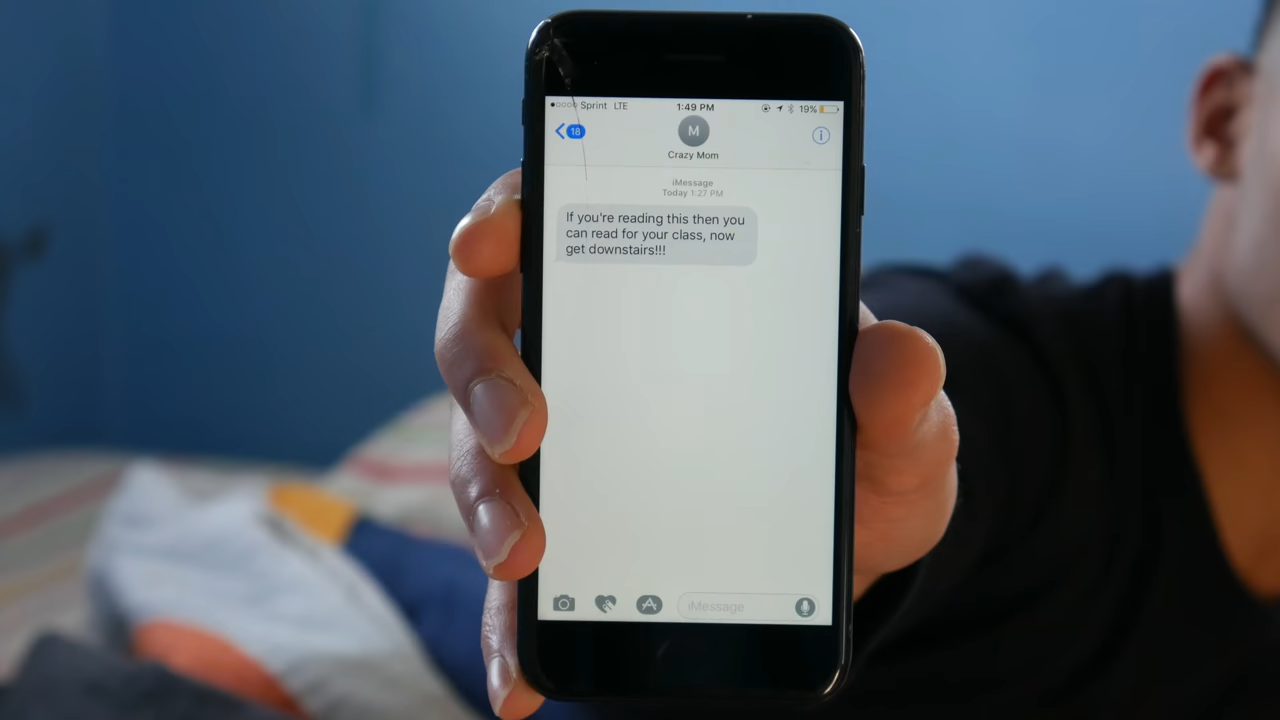 Sprint LTE 1:49 PM 19%
18
M
Crazy Mom
iMessage
Today 1:27 PM
If you're reading this then you
can read for your class, now
get downstairs!!!
iMessage